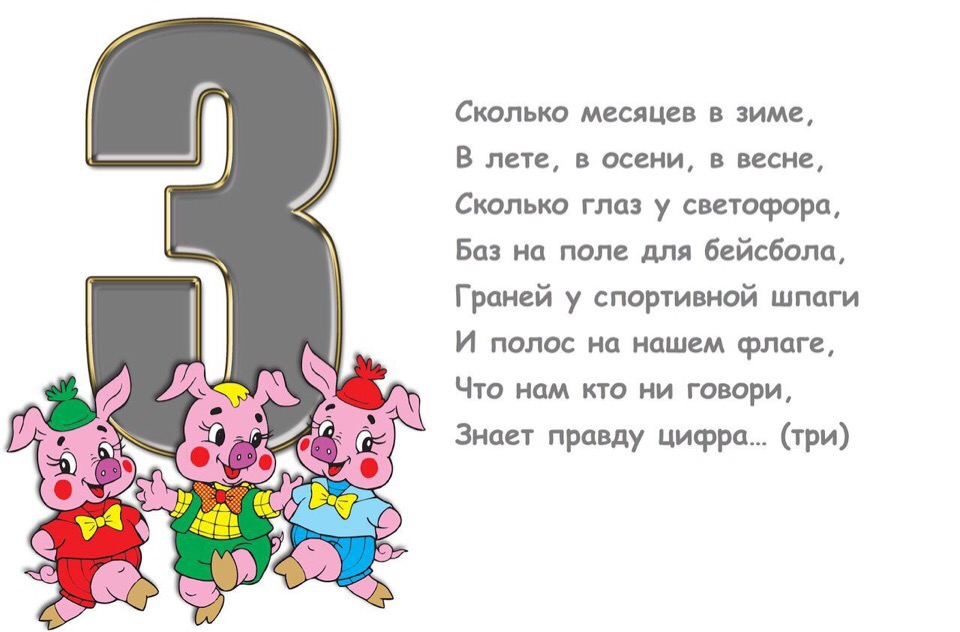 3
Сколько месяцев в зиме,
В лете, в осени, в весне,
Сколько глаз у светофора,
Баз на поле для бейсбола,
Граней у спортивной шпаги
И полос на нашем флаге,
Что нам кто ни говори,
Знает правду цифра... (три)